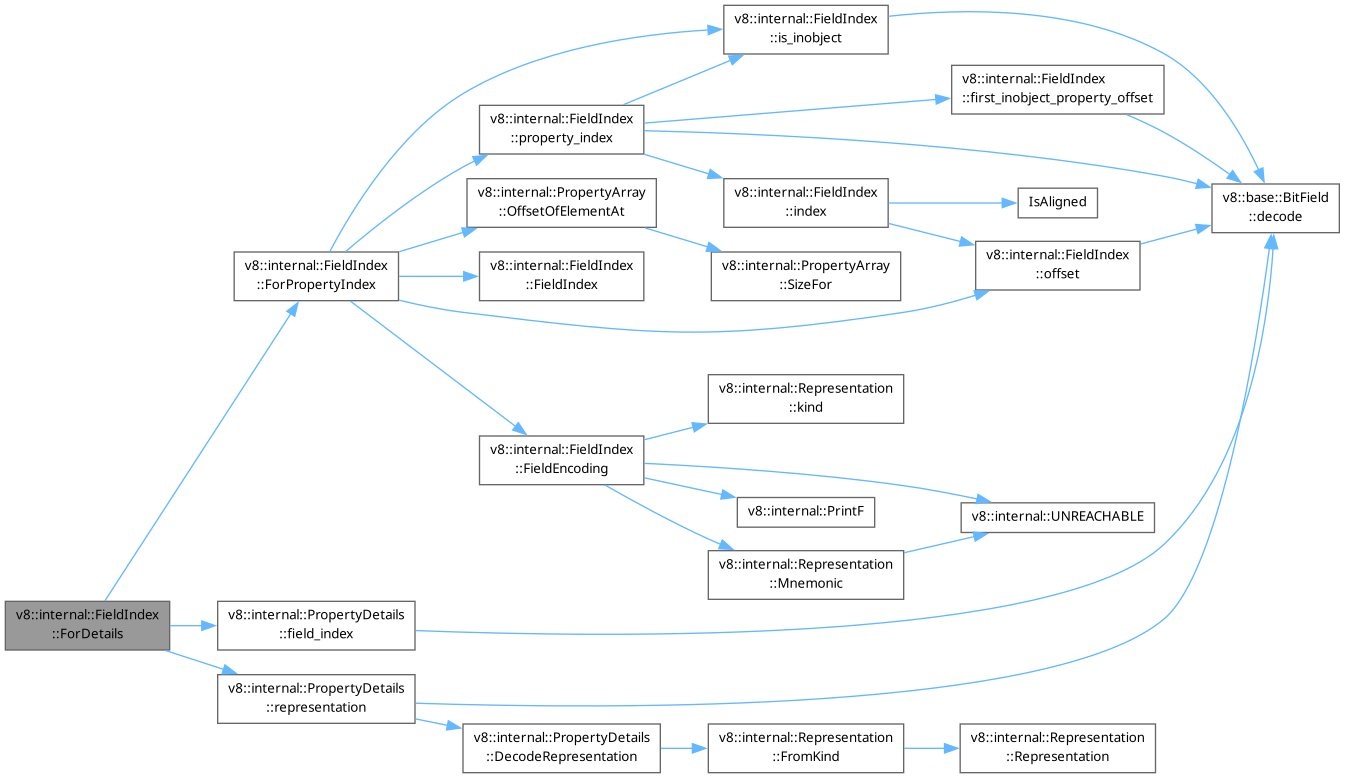 v8::internal::FieldIndex
::is_inobject
v8::internal::FieldIndex
::first_inobject_property_offset
v8::internal::FieldIndex
::property_index
v8::internal::PropertyArray
::OffsetOfElementAt
v8::internal::FieldIndex
::index
IsAligned
v8::base::BitField
::decode
v8::internal::FieldIndex
::ForPropertyIndex
v8::internal::FieldIndex
::FieldIndex
v8::internal::PropertyArray
::SizeFor
v8::internal::FieldIndex
::offset
v8::internal::Representation
::kind
v8::internal::FieldIndex
::FieldEncoding
v8::internal::PrintF
v8::internal::UNREACHABLE
v8::internal::Representation
::Mnemonic
v8::internal::FieldIndex
::ForDetails
v8::internal::PropertyDetails
::field_index
v8::internal::PropertyDetails
::representation
v8::internal::PropertyDetails
::DecodeRepresentation
v8::internal::Representation
::FromKind
v8::internal::Representation
::Representation